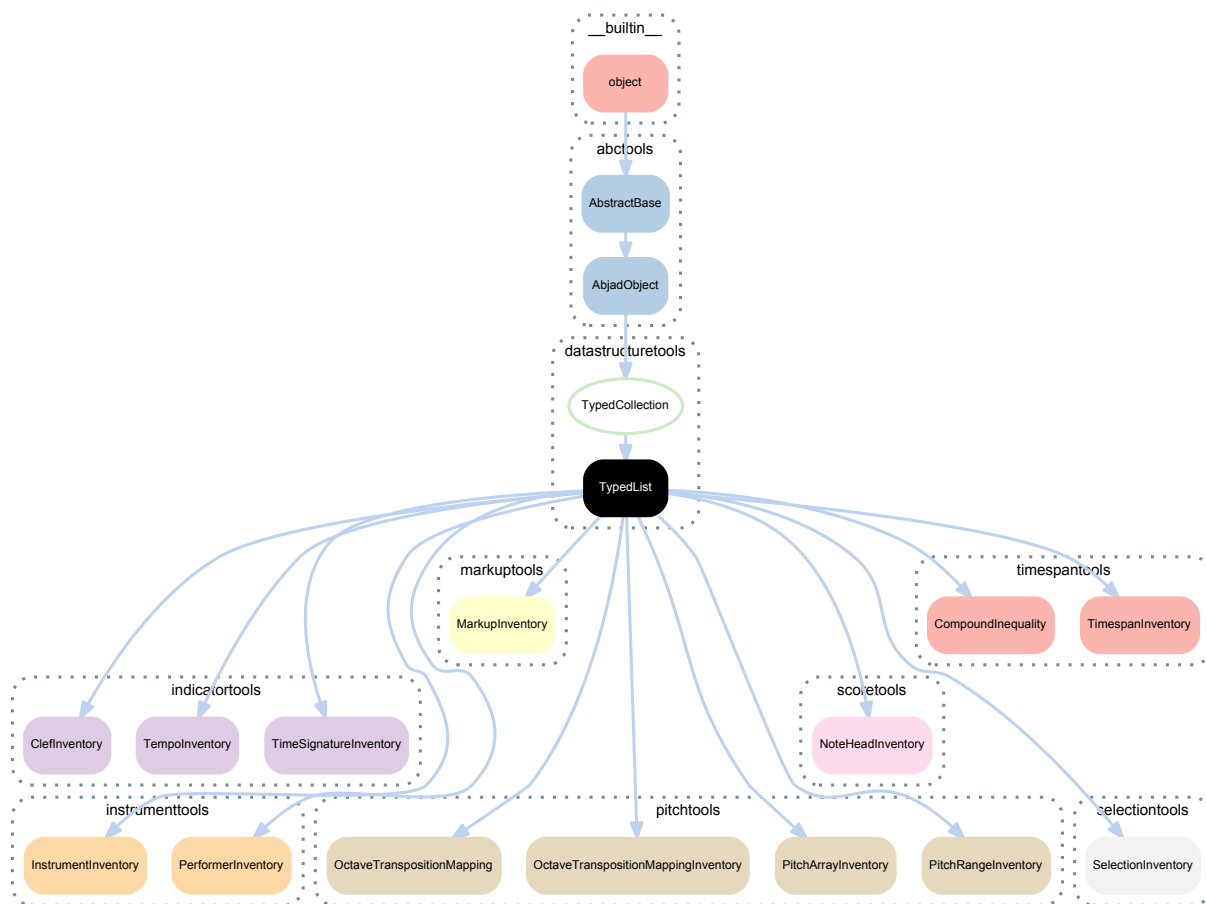 __builtin__
object
abctools
AbstractBase
AbjadObject
datastructuretools
TypedCollection
TypedList
markuptools
timespantools
MarkupInventory
CompoundInequality
TimespanInventory
indicatortools
scoretools
ClefInventory
TempoInventory
TimeSignatureInventory
NoteHeadInventory
instrumenttools
pitchtools
selectiontools
InstrumentInventory
PerformerInventory
OctaveTranspositionMapping
OctaveTranspositionMappingInventory
PitchArrayInventory
PitchRangeInventory
SelectionInventory